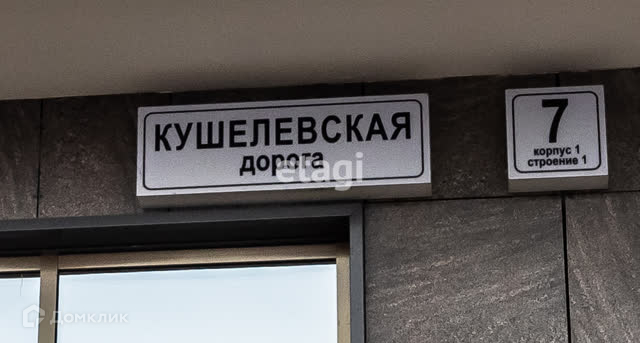 КУШЕЛЕВСКАЯ
дорога
7
корпус 1
строение 1
etagi
Домклик